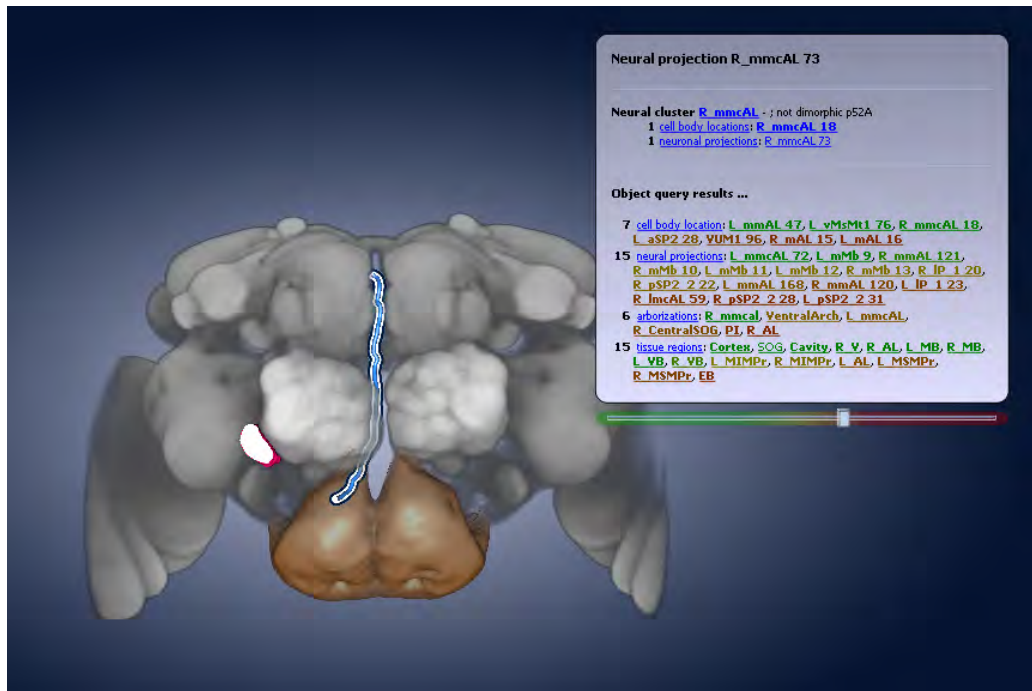 Neural projection R_mmcAL 73
Neural cluster R_mmcAL - ; not dimorphic p52A
1 cell body locations: R_mmcAL 18
1 neuronal projections: R_mmcAL 73
Object query results ...
7 cell body location: L_mmAL 47, L_vMsMt1 76, R_mmcAL 18,
L_aSP2 28, VUM1 96, R_mAL 15, L_mAL 16
15 neural projections: L_mmcAL 72, L_mMb 9, R_mmAL 121,
R_mMb 10, L_mMb 11, L_mMb 12, R_mMb 13, R_lP_1 20,
R_pSP2_2 22, L_mmAL 168, R_mmAL 120, L_lP_1 23,
R_lmcAL 59, R_pSP2_2 28, L_pSP2_2 31
6 arborizations: R_mmcal, VentralArch, L_mmcAL,
R_CentralSOG, PI, R_AL
15 tissue regions: Cortex, SOG, Cavity, R_V, R_AL, L_MB, R_MB,
L_VB, R_VB, L_MIMPr, R_MIMPr, L_AL, L_MSMPr,
R_MSMPr, EB